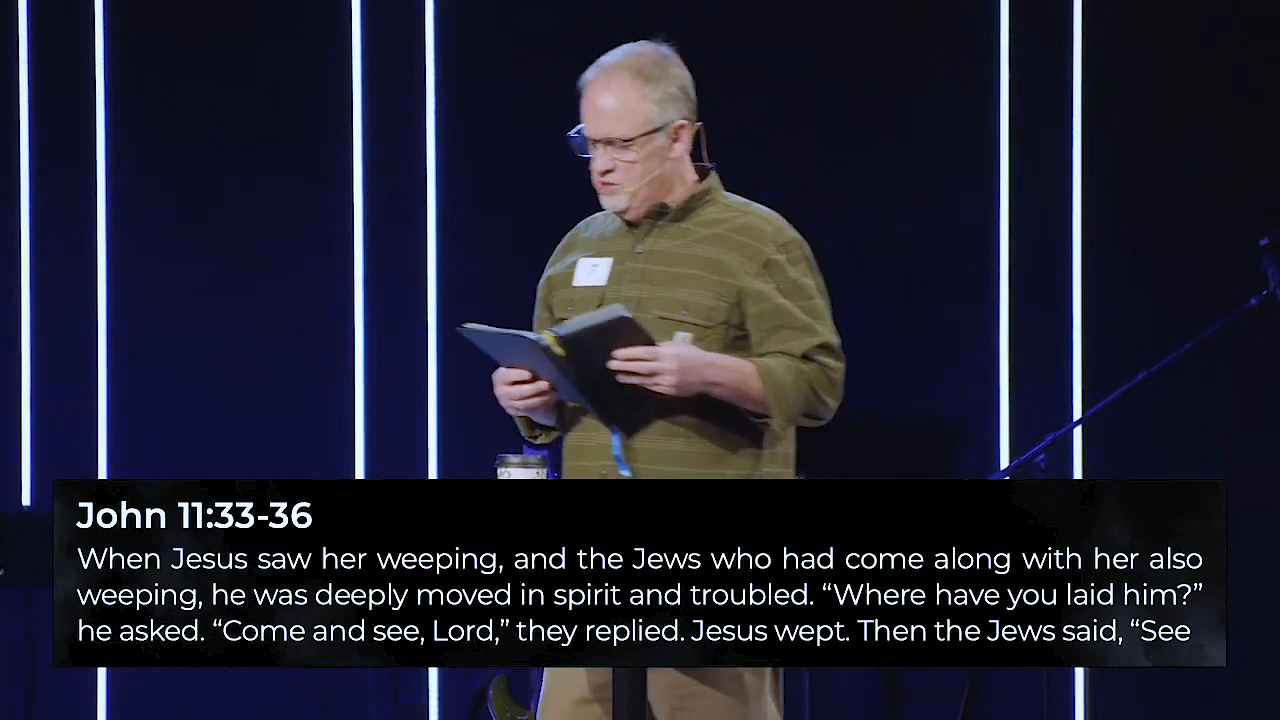 John 11:33-36
When Jesus saw her weeping, and the Jews who had come along with her also
weeping, he was deeply moved in spirit and troubled. “Where have you laid him?”
he asked. “Come and see, Lord,” they replied. Jesus wept. Then the Jews said, “See